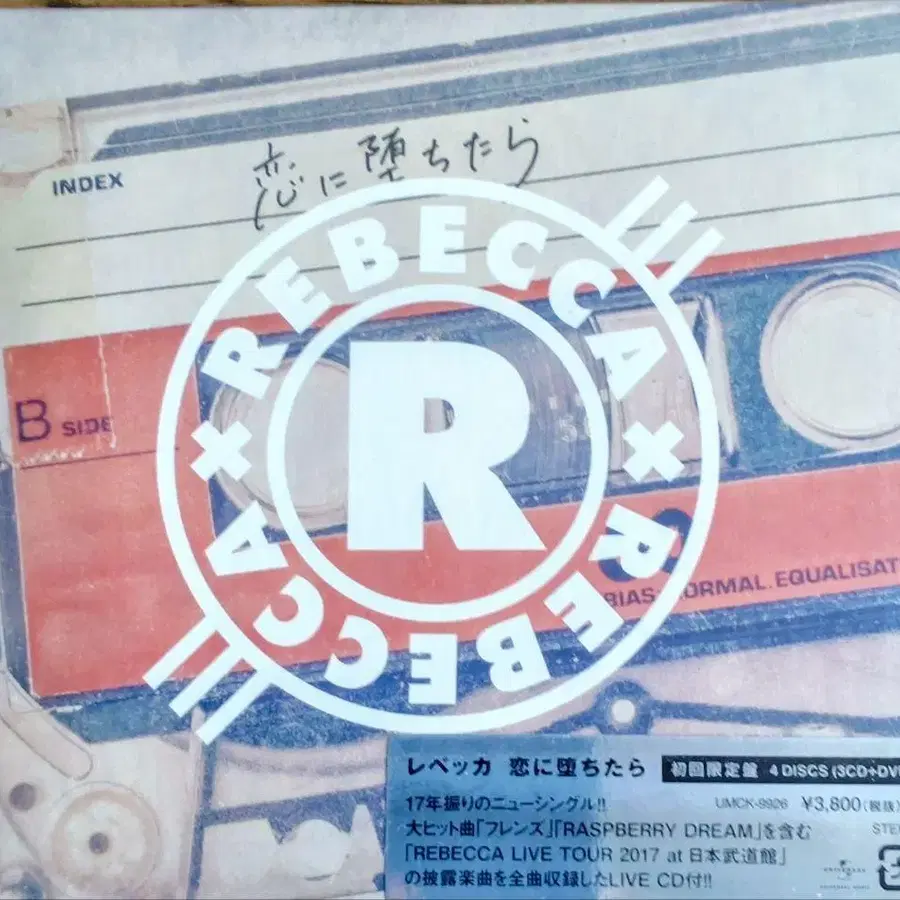 INDEX
恋に堕ちたら
REBECCA × REBECCA ×
R
B SIDE
BIAS-NORMAL. EQUALISAT
レベッカ 恋に堕ちたら 初回限定盤 4 DISCS (3CD+DV
17年振りのニューシングル!! UMCK-9926 ¥3,800(税抜)
大ヒット曲「フレンズ」「RASPBERRY DREAM」を含む STE
「REBECCA LIVE TOUR 2017 at 日本武道館」
の披露楽曲を全曲収録したLIVE CD付!!